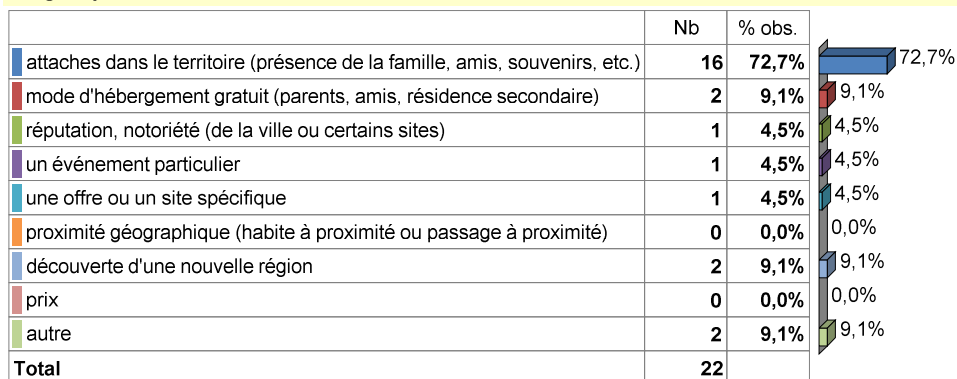 Nb % obs.
attaches dans le territoire (présence de la famille, amis, souvenirs, etc.) 16 72,7% 72,7%
mode d'hébergement gratuit (parents, amis, résidence secondaire) 2 9,1% 9,1%
réputation, notoriété (de la ville ou certains sites) 1 4,5% 4,5%
un événement particulier 1 4,5% 4,5%
une offre ou un site spécifique 1 4,5% 4,5%
proximité géographique (habite à proximité ou passage à proximité) 0 0,0% 0,0%
découverte d'une nouvelle région 2 9,1% 9,1%
prix 0 0,0% 0,0%
autre 2 9,1% 9,1%
Total 22